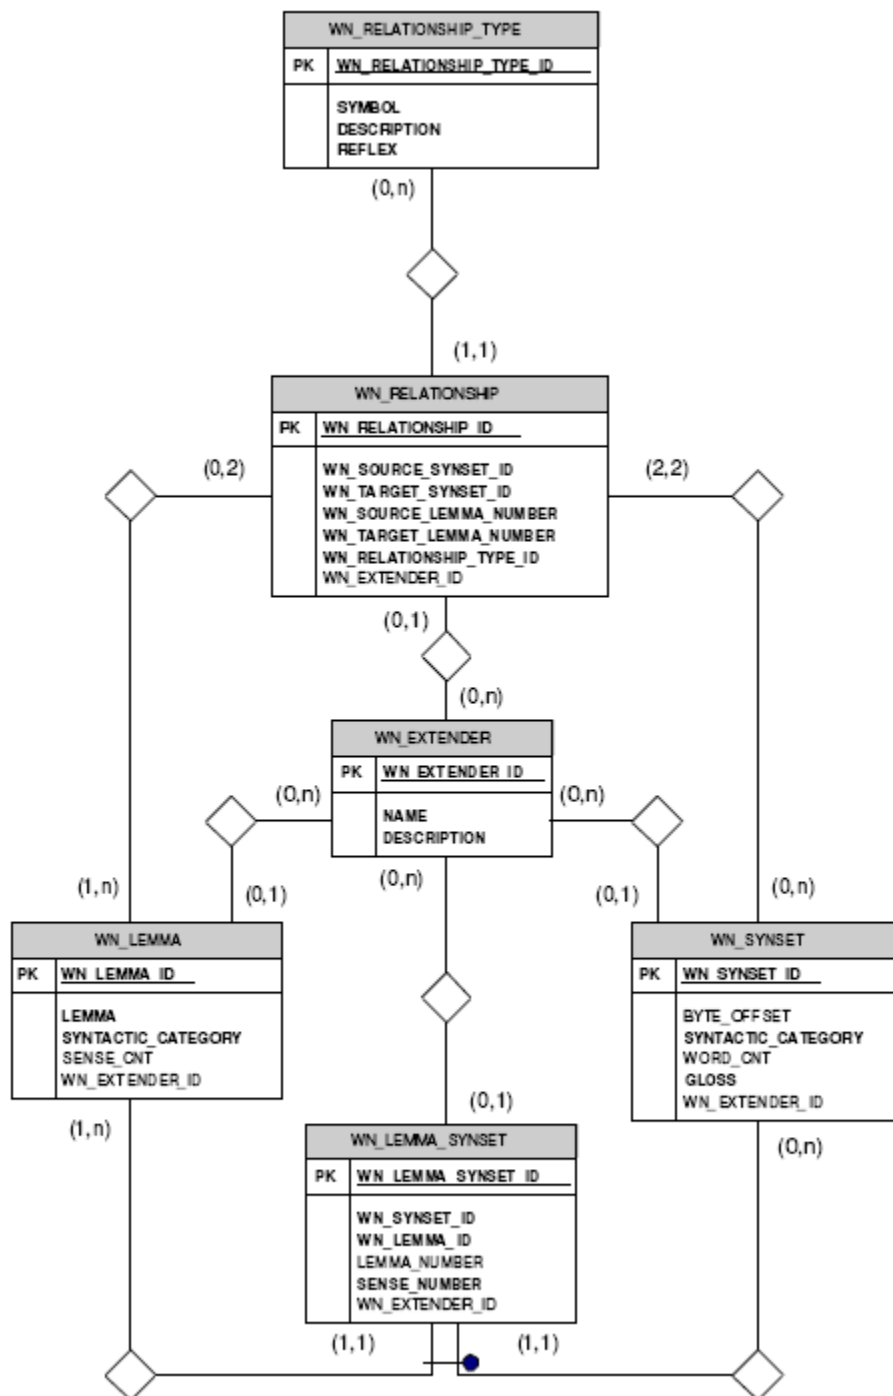 WN_RELATIONSHIP_TYPE
PK WN_RELATIONSHIP_TYPE_ID
SYMBOL
DESCRIPTION
REFLEX
(0,n)
(1,1)
WN_RELATIONSHIP
PK WN_RELATIONSHIP_ID
(0,2)
(2,2)
WN_SOURCE_SYNSET_ID
WN_TARGET_SYNSET_ID
WN_SOURCE_LEMMA_NUMBER
WN_TARGET_LEMMA_NUMBER
WN_RELATIONSHIP_TYPE_ID
WN_EXTENDER_ID
(0,1)
(0,n)
WN_EXTENDER
PK WN_EXTENDER_ID
(0,n)
(0,n)
NAME
DESCRIPTION
(0,n)
(1,n)
(0,1)
(0,1)
(0,n)
WN_LEMMA
PK WN_LEMMA_ID
LEMMA
SYNTACTIC_CATEGORY
SENSE_CNT
WN_EXTENDER_ID
(1,n)
WN_SYNSET
PK WN_SYNSET_ID
BYTE_OFFSET
SYNTACTIC_CATEGORY
WORD_CNT
GLOSS
WN_EXTENDER_ID
(0,n)
(0,1)
WN_LEMMA_SYNSET
PK WN_LEMMA_SYNSET_ID
WN_SYNSET_ID
WN_LEMMA_ID
LEMMA_NUMBER
SENSE_NUMBER
WN_EXTENDER_ID
(1,1)
(1,1)